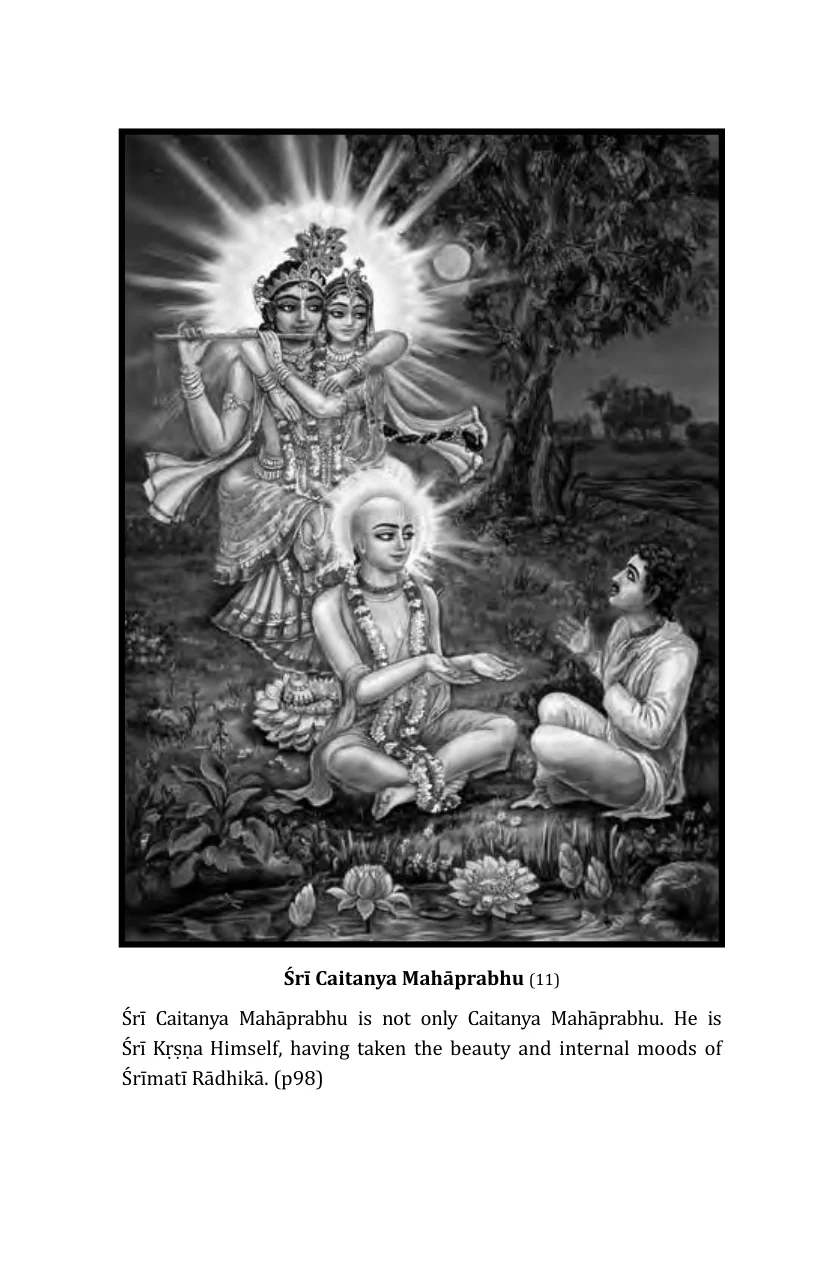 Śrī Caitanya Mahāprabhu (11)
Śrī Caitanya Mahāprabhu is not only Caitanya Mahāprabhu. He is
Śrī Kṛṣṇa Himself, having taken the beauty and internal moods of
Śrīmatī Rādhikā. (p98)